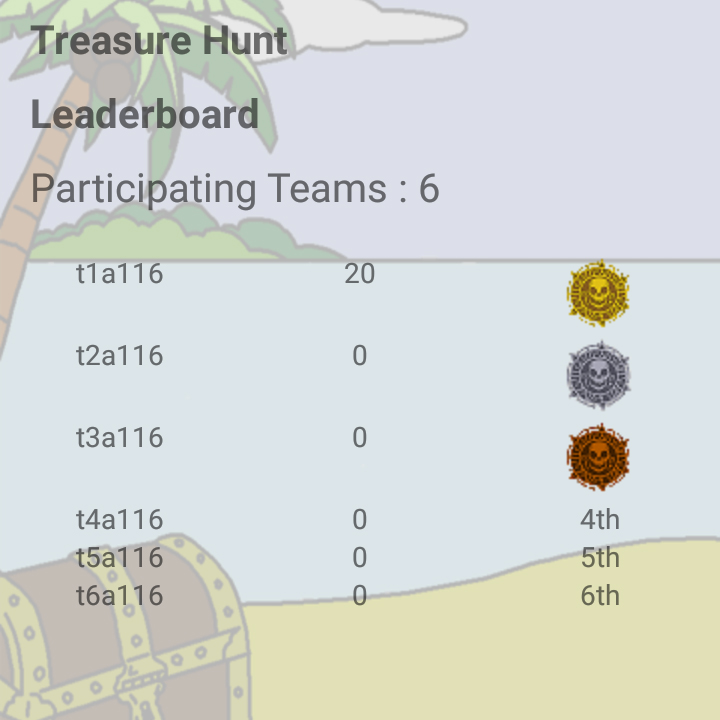 Treasure Hunt
Leaderboard
Participating Teams : 6
t1a116 20
t2a116 0
t3a116 0
t4a116 0 4th
t5a116 0 5th
t6a116 0 6th